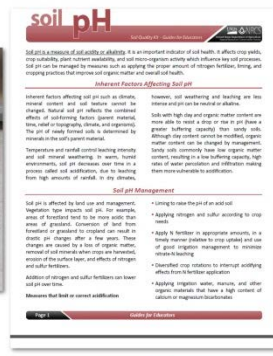 soil pH
Soil Quality Kit - Guides for Educators
USDA NRCS
Soil pH is a measure of soil acidity or alkalinity. It is an important indicator of soil health. It affects crop yields,
crop suitability, plant nutrient availability, and soil micro-organism activity which influence key soil processes.
Soil pH can be managed by measures such as applying the proper amount of nitrogen fertilizer, liming, and
cropping practices that improve soil organic matter and overall soil health.
Inherent Factors Affecting Soil pH
Inherent factors affecting soil pH such as climate,
mineral content and soil texture cannot be
changed. Natural soil pH reflects the combined
effects of soil-forming factors (parent material,
time, relief or topography, climate, and organisms).
The pH of newly formed soils is determined by
minerals in the soil's parent material.
Temperature and rainfall control leaching intensity
and soil mineral weathering. In warm, humid
environments, soil pH decreases over time in a
process called soil acidification, due to leaching
from high amounts of rainfall. In dry climates,
however, soil weathering and leaching are less
intense and pH can be neutral or alkaline.
Soils with high clay and organic matter content are
more able to resist a drop or rise in pH (have a
greater buffering capacity) than sandy soils.
Although clay content cannot be modified, organic
matter content can be changed by management.
Sandy soils commonly have low organic matter
content, resulting in a low buffering capacity, high
rates of water percolation and infiltration making
them more vulnerable to acidification.
Soil pH Management
Soil pH is affected by land use and management.
Vegetation type impacts soil pH. For example,
areas of forestland tend to be more acidic than
areas of grassland. Conversion of land from
forestland or grassland to cropland can result in
drastic pH changes after a few years. These
changes are caused by a loss of organic matter,
removal of soil minerals when crops are harvested,
erosion of the surface layer, and effects of nitrogen
and sulfur fertilizers.
Addition of nitrogen and sulfur fertilizers can lower
soil pH over time.
Measures that limit or correct acidification
• Liming to raise the pH of an acid soil
• Applying nitrogen and sulfur according to crop
needs
• Apply N fertilizer in appropriate amounts, in a
timely manner (relative to crop uptake) and use
of good irrigation management to minimize
nitrate-N leaching
• Diversified crop rotations to interrupt acidifying
effects from N fertilizer application
• Applying irrigation water, manure, and other
organic materials that have a high content of
calcium or magnesium bicarbonates
Page 1
Guides for Educators